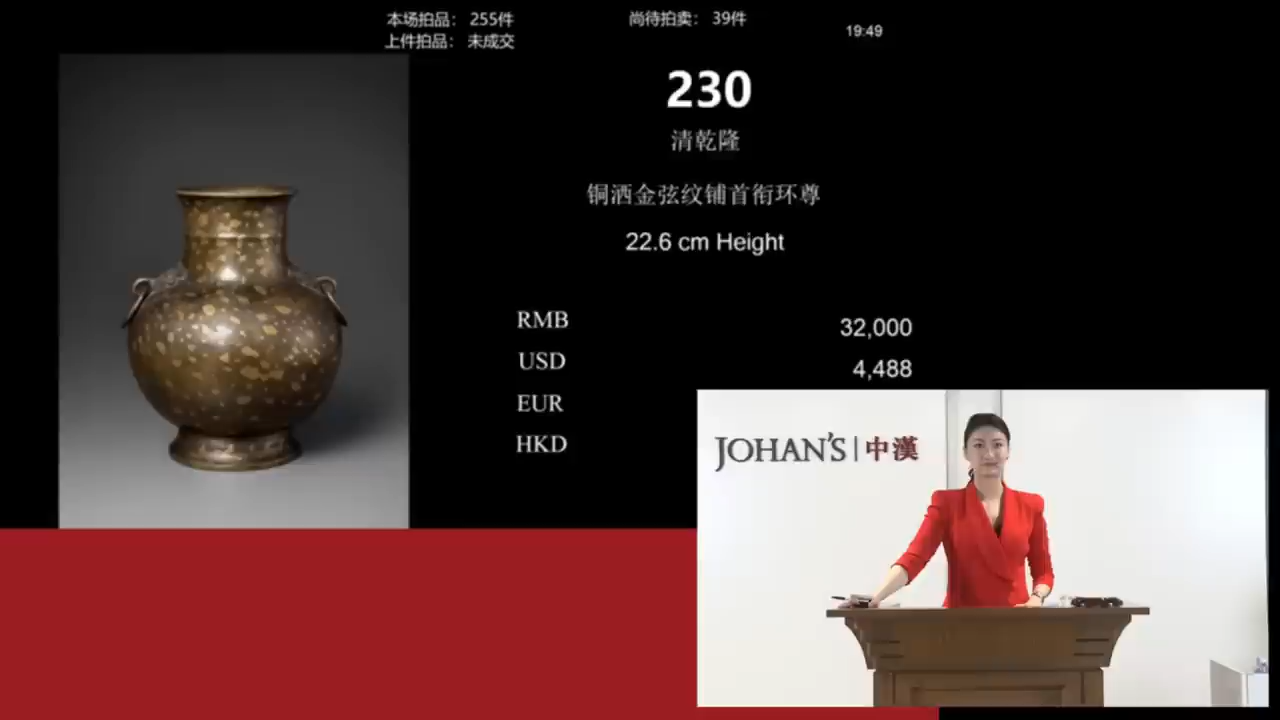 本场拍品： 255件
上件拍品： 未成交
尚待拍卖： 39件
19:49
230
清乾隆
铜洒金弦纹铺首衔环尊
22.6 cm Height
RMB 32,000
USD 4,488
EUR
HKD
JOHAN'S | 中漢